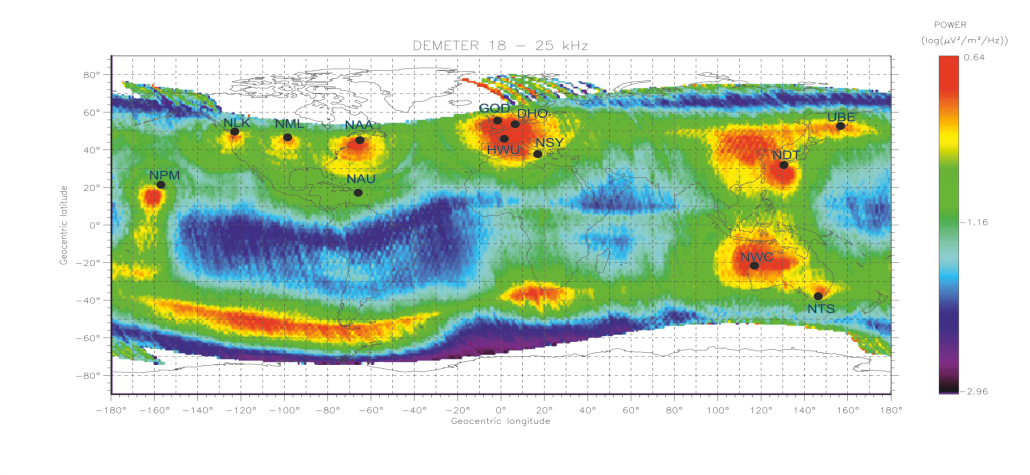 POWER
(log(μV²/m²/Hz))
DEMETER 18 – 25 kHz
0.64
-1.16
-2.96
80°
60°
40°
20°
0°
-20°
-40°
-60°
-80°
Geocentric latitude
GQD
DHO
UBE
NLK
NML
NAA
HWU
NSY
NDT
NPM
NAU
NWC
NTS
-180° -160° -140° -120° -100° -80° -60° -40° -20° 0° 20° 40° 60° 80° 100° 120° 140° 160° 180°
Geocentric longitude